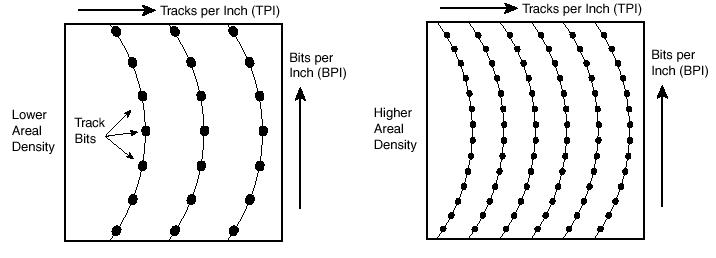 Tracks per Inch (TPI)
Bits per
Inch (BPI)
Lower
Areal
Density
Track
Bits
Tracks per Inch (TPI)
Bits per
Inch (BPI)
Higher
Areal
Density